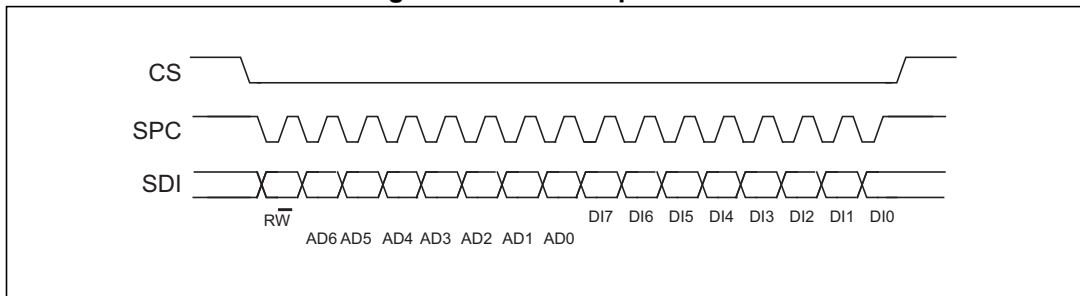 CS
SPC
SDI
RW̅ DI7 DI6 DI5 DI4 DI3 DI2 DI1 DI0
AD6 AD5 AD4 AD3 AD2 AD1 AD0